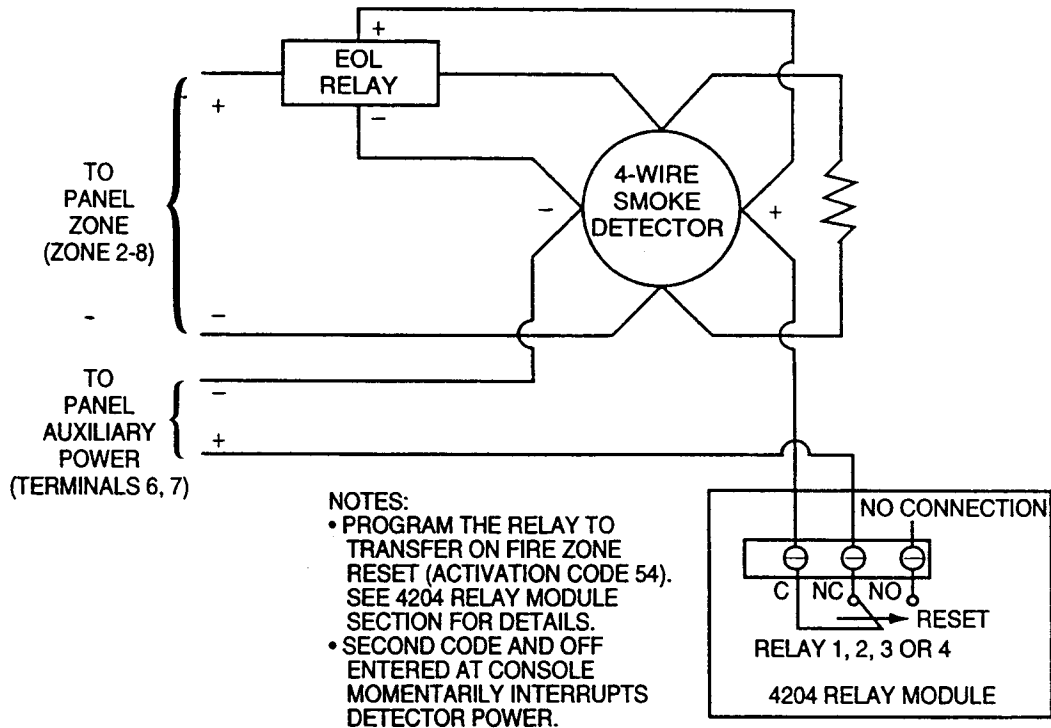 +
EOL
RELAY
−
+
TO
PANEL
ZONE
(ZONE 2-8)
-
−
4-WIRE
SMOKE
DETECTOR
−
+
TO
PANEL
AUXILIARY
POWER
(TERMINALS 6, 7)
−
+
NOTES:
• PROGRAM THE RELAY TO
TRANSFER ON FIRE ZONE
RESET (ACTIVATION CODE 54).
SEE 4204 RELAY MODULE
SECTION FOR DETAILS.
• SECOND CODE AND OFF
ENTERED AT CONSOLE
MOMENTARILY INTERRUPTS
DETECTOR POWER.
NO CONNECTION
C NC NO
RESET
RELAY 1, 2, 3 OR 4
4204 RELAY MODULE